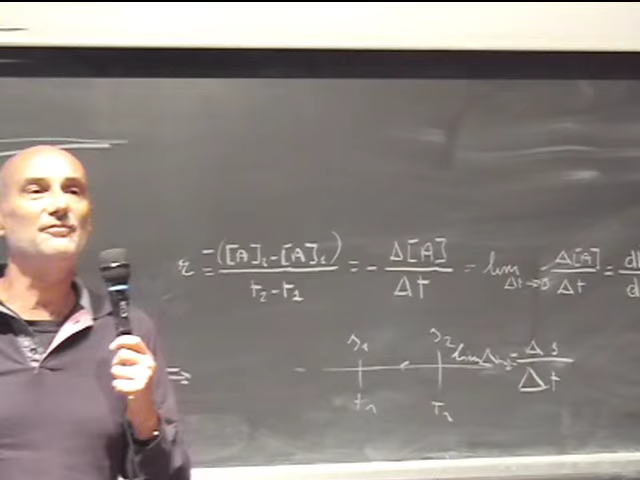 r = -([A]₂-[A]₁)/(t₂-t₁) = - Δ[A]/Δt = lim Δt→0 Δ[A]/Δt = d[
s₁ s₂ lim Δs/Δt
t₁ t₂